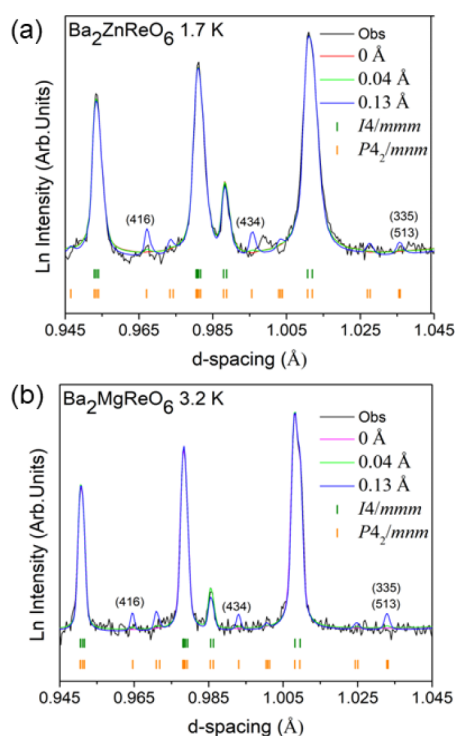 (a)
Ba2ZnReO6 1.7 K
Obs
0 Å
0.04 Å
0.13 Å
I4/mmm
P42/mnm
(416)
(434)
(335)
(513)
Ln Intensity (Arb.Units)
0.945 0.965 0.985 1.005 1.025 1.045
d-spacing (Å)
(b)
Ba2MgReO6 3.2 K
Obs
0 Å
0.04 Å
0.13 Å
I4/mmm
P42/mnm
(416)
(434)
(335)
(513)
Ln Intensity (Arb.Units)
0.945 0.965 0.985 1.005 1.025 1.045
d-spacing (Å)